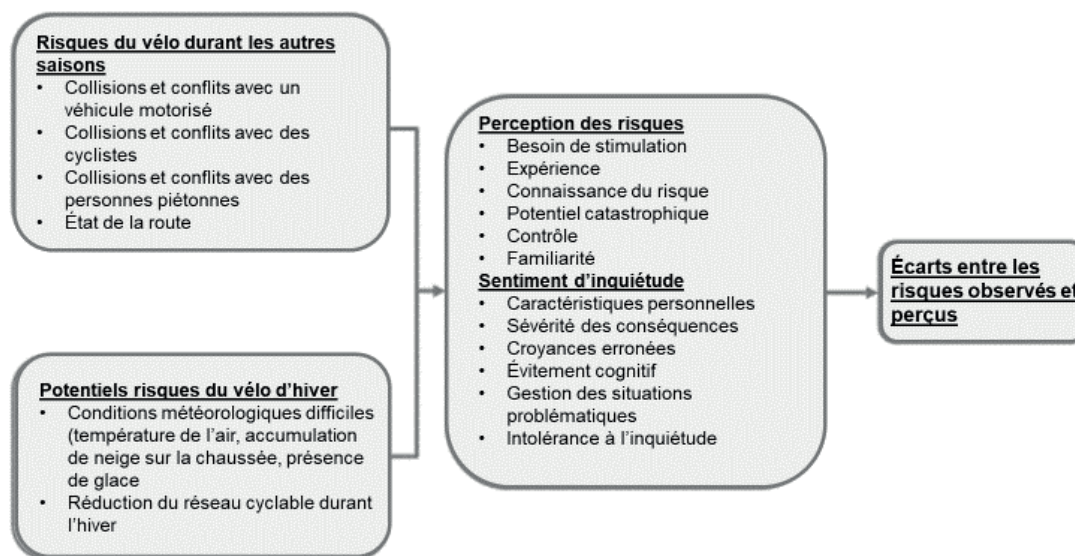 Risques du vélo durant les autres
saisons
• Collisions et conflits avec un
véhicule motorisé
• Collisions et conflits avec des
cyclistes
• Collisions et conflits avec des
personnes piétonnes
• État de la route
Potentiels risques du vélo d’hiver
• Conditions météorologiques difficiles
(température de l’air, accumulation
de neige sur la chaussée, présence
de glace
• Réduction du réseau cyclable durant
l’hiver
Perception des risques
• Besoin de stimulation
• Expérience
• Connaissance du risque
• Potentiel catastrophique
• Contrôle
• Familiarité
Sentiment d’inquiétude
• Caractéristiques personnelles
• Sévérité des conséquences
• Croyances erronées
• Évitement cognitif
• Gestion des situations
problématiques
• Intolérance à l’inquiétude
Écarts entre les
risques observés et
perçus